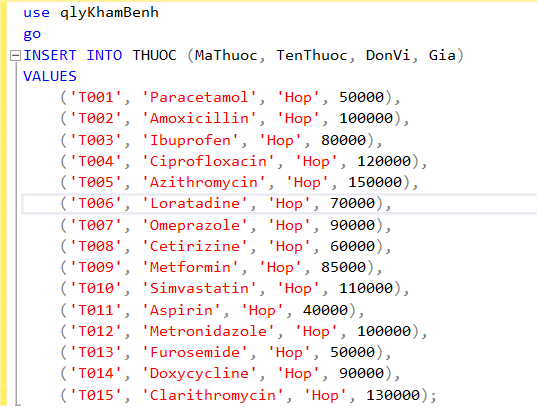 use qlyKhamBenh
go
INSERT INTO THUOC (MaThuoc, TenThuoc, DonVi, Gia)
VALUES
('T001', 'Paracetamol', 'Hop', 50000),
('T002', 'Amoxicillin', 'Hop', 100000),
('T003', 'Ibuprofen', 'Hop', 80000),
('T004', 'Ciprofloxacin', 'Hop', 120000),
('T005', 'Azithromycin', 'Hop', 150000),
('T006', 'Loratadine', 'Hop', 70000),
('T007', 'Omeprazole', 'Hop', 90000),
('T008', 'Cetirizine', 'Hop', 60000),
('T009', 'Metformin', 'Hop', 85000),
('T010', 'Simvastatin', 'Hop', 110000),
('T011', 'Aspirin', 'Hop', 40000),
('T012', 'Metronidazole', 'Hop', 100000),
('T013', 'Furosemide', 'Hop', 50000),
('T014', 'Doxycycline', 'Hop', 90000),
('T015', 'Clarithromycin', 'Hop', 130000);